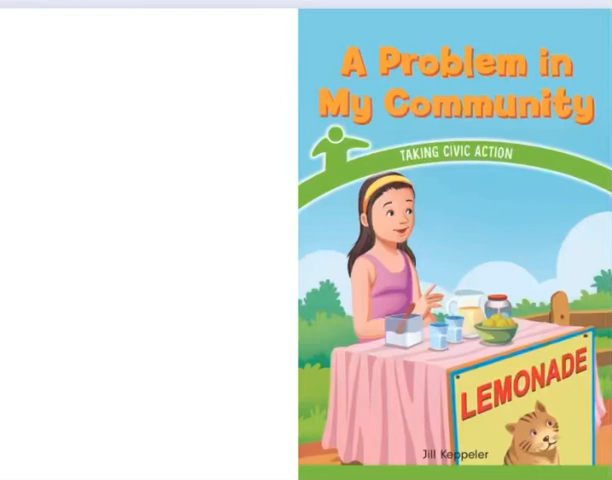 A Problem in
My Community
TAKING CIVIC ACTION
LEMONADE
Jill Keppeler